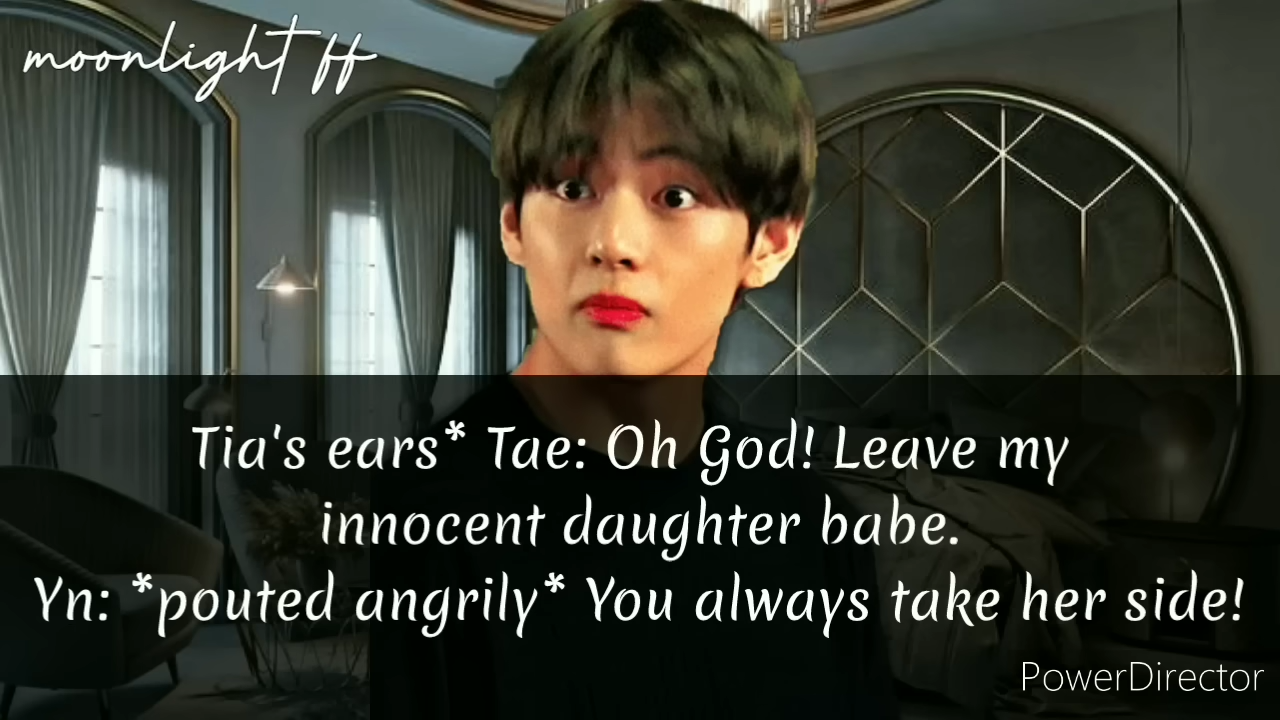 moonlight ff
Tia's ears* Tae: Oh God! Leave my
innocent daughter babe.
Yn: *pouted angrily* You always take her side!
PowerDirector